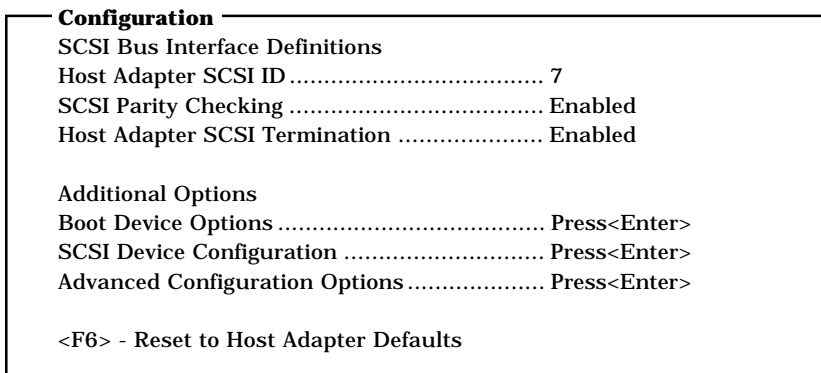 Configuration
SCSI Bus Interface Definitions
Host Adapter SCSI ID ..................................... 7
SCSI Parity Checking ..................................... Enabled
Host Adapter SCSI Termination ..................... Enabled
Additional Options
Boot Device Options ....................................... Press<Enter>
SCSI Device Configuration ............................. Press<Enter>
Advanced Configuration Options .................... Press<Enter>
<F6> - Reset to Host Adapter Defaults